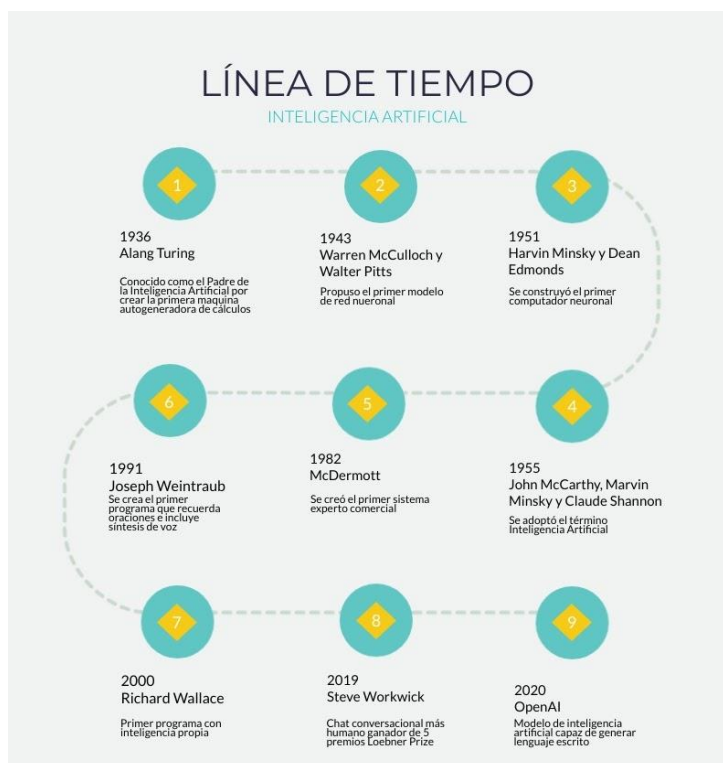 LÍNEA DE TIEMPO
INTELIGENCIA ARTIFICIAL
1
1936
Alang Turing
Conocido como el Padre de
la Inteligencia Artificial por
crear la primera maquina
autogeneradora de cálculos
2
1943
Warren McCulloch y
Walter Pitts
Propuso el primer modelo
de red nueronal
3
1951
Harvin Minsky y Dean
Edmonds
Se construyó el primer
computador neuronal
4
1955
John McCarthy, Marvin
Minsky y Claude Shannon
Se adoptó el término
Inteligencia Artificial
5
1982
McDermott
Se creó el primer sistema
experto comercial
6
1991
Joseph Weintraub
Se crea el primer
programa que recuerda
oraciones e incluye
síntesis de voz
7
2000
Richard Wallace
Primer programa con
inteligencia propia
8
2019
Steve Workwick
Chat conversacional más
humano ganador de 5
premios Loebner Prize
9
2020
OpenAI
Modelo de inteligencia
artificial capaz de generar
lenguaje escrito